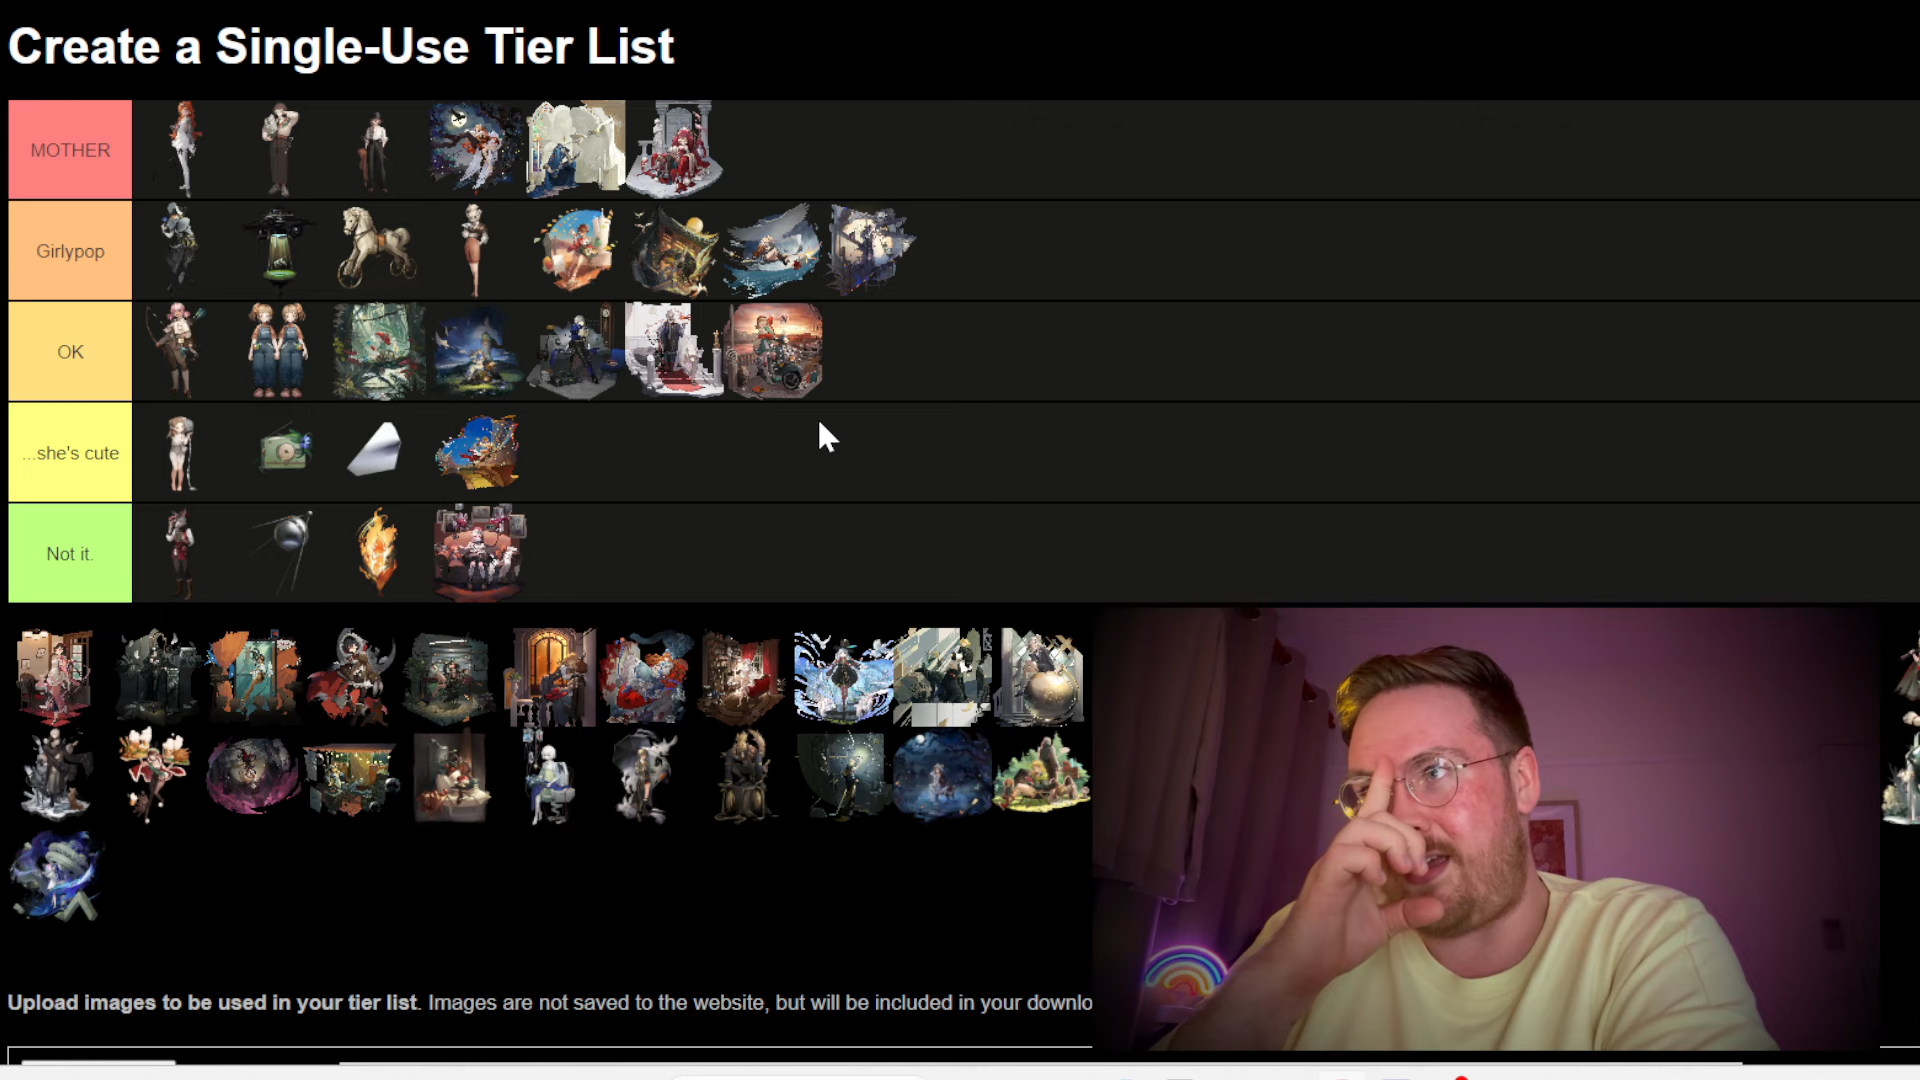 Create a Single-Use Tier List
MOTHER
Girlypop
OK
...she's cute
Not it.
Upload images to be used in your tier list. Images are not saved to the website, but will be included in your downlo